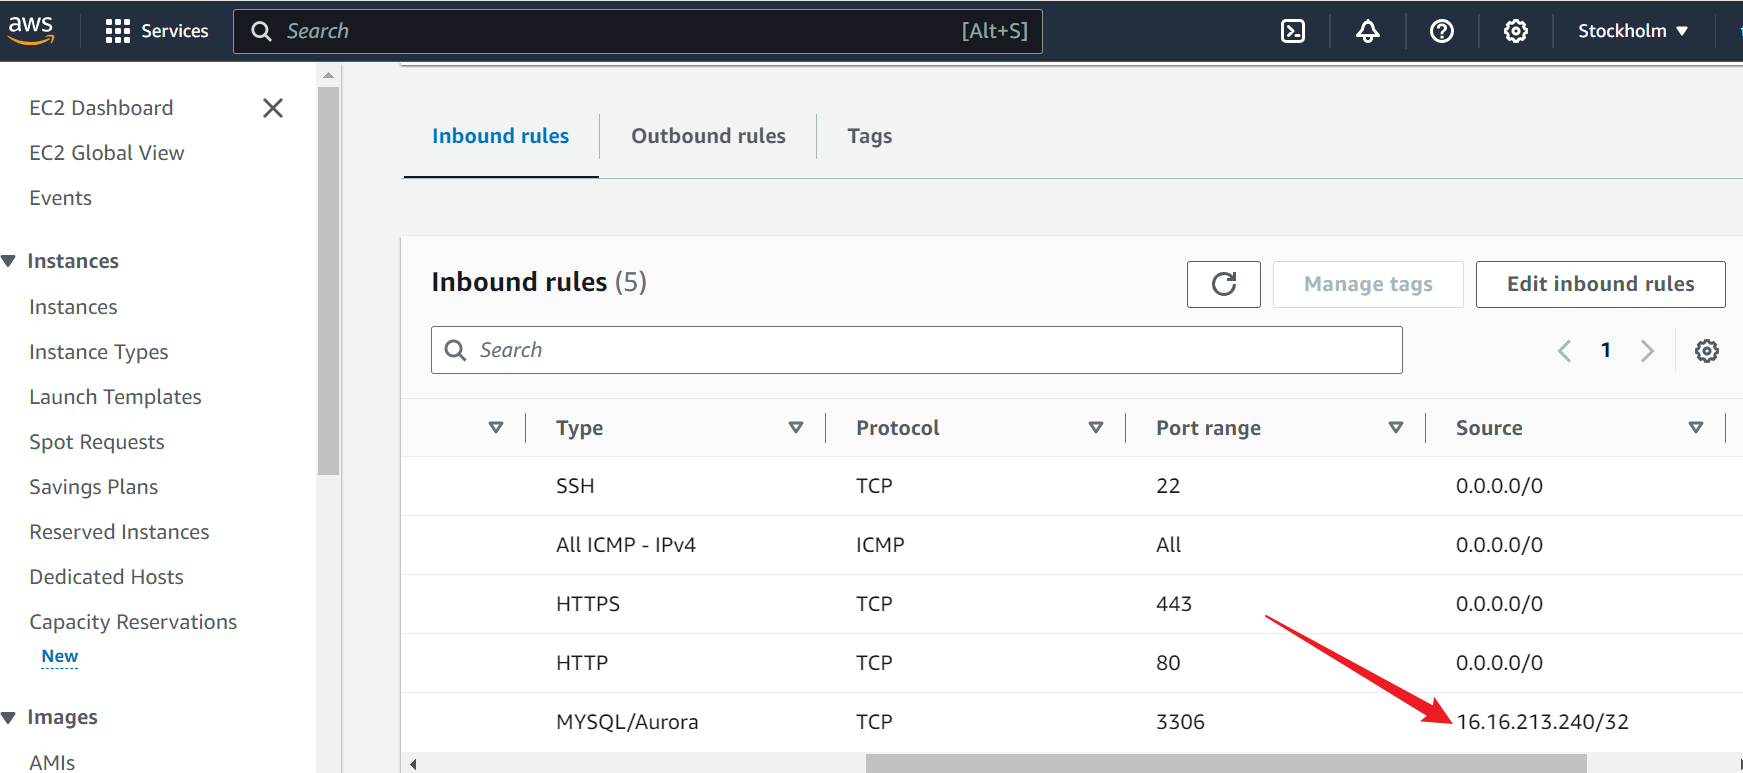 aws
Services
Search
[Alt+S]
Stockholm
EC2 Dashboard
EC2 Global View
Events
Instances
Instances
Instance Types
Launch Templates
Spot Requests
Savings Plans
Reserved Instances
Dedicated Hosts
Capacity Reservations
New
Images
AMIs
Inbound rules
Outbound rules
Tags
Inbound rules (5)
Manage tags
Edit inbound rules
Search
1
Type Protocol Port range Source
SSH TCP 22 0.0.0.0/0
All ICMP - IPv4 ICMP All 0.0.0.0/0
HTTPS TCP 443 0.0.0.0/0
HTTP TCP 80 0.0.0.0/0
MYSQL/Aurora TCP 3306 16.16.213.240/32